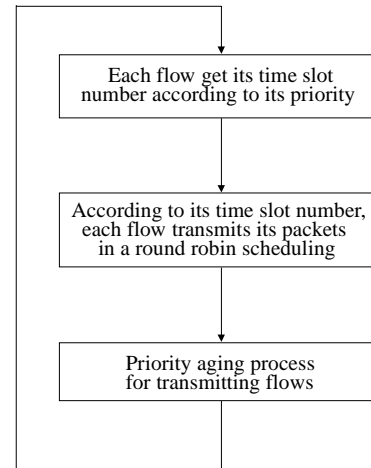 Each flow get its time slot
number according to its priority
According to its time slot number,
each flow transmits its packets
in a round robin scheduling
Priority aging process
for transmitting flows